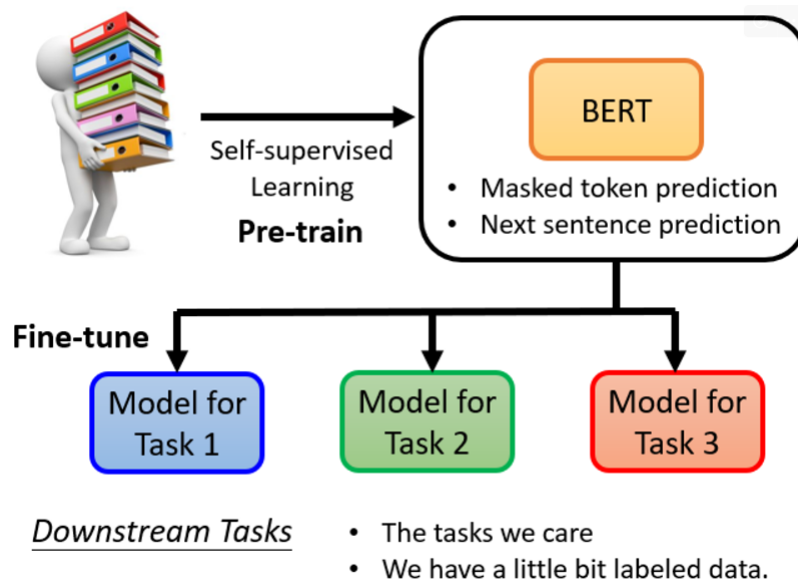 BERT
Self-supervised
Learning
Pre-train
• Masked token prediction
• Next sentence prediction
Fine-tune
Model for
Task 1
Model for
Task 2
Model for
Task 3
Downstream Tasks
• The tasks we care
• We have a little bit labeled data.